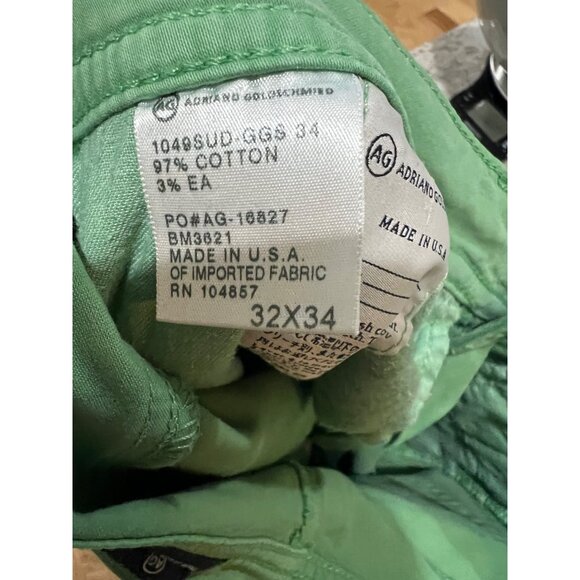 AG ADRIANO GOLDSCHMIED
1049SUD-GGS 34
97% COTTON
3% EA
PO#AG-16827
BM3621
MADE IN U.S.A.
OF IMPORTED FABRIC
RN 104857
32X34
AG ADRIANO
MADE IN U.S.A
AG